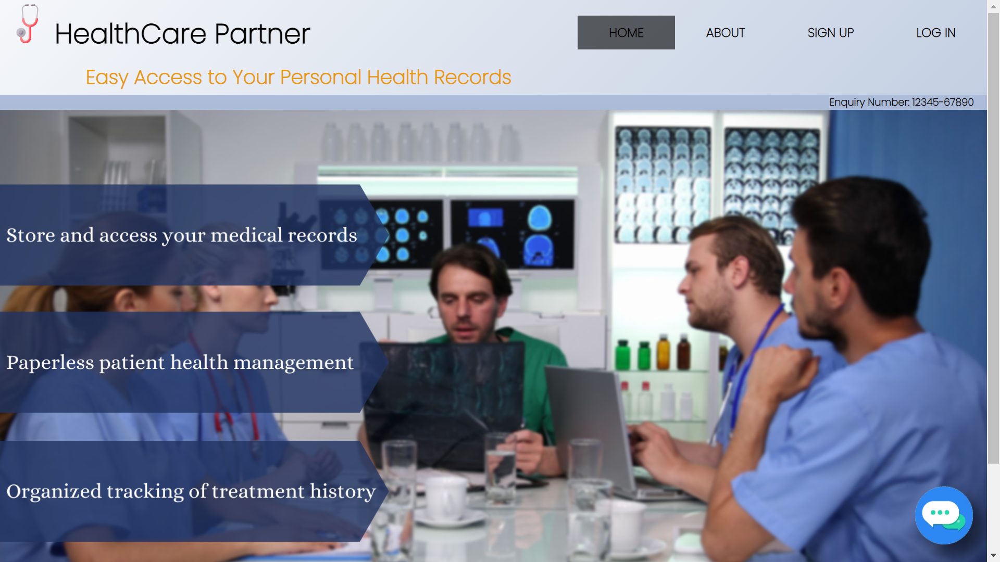 HealthCare Partner
HOME
ABOUT
SIGN UP
LOG IN
Easy Access to Your Personal Health Records
Enquiry Number: 12345-67890
Store and access your medical records
Paperless patient health management
Organized tracking of treatment history